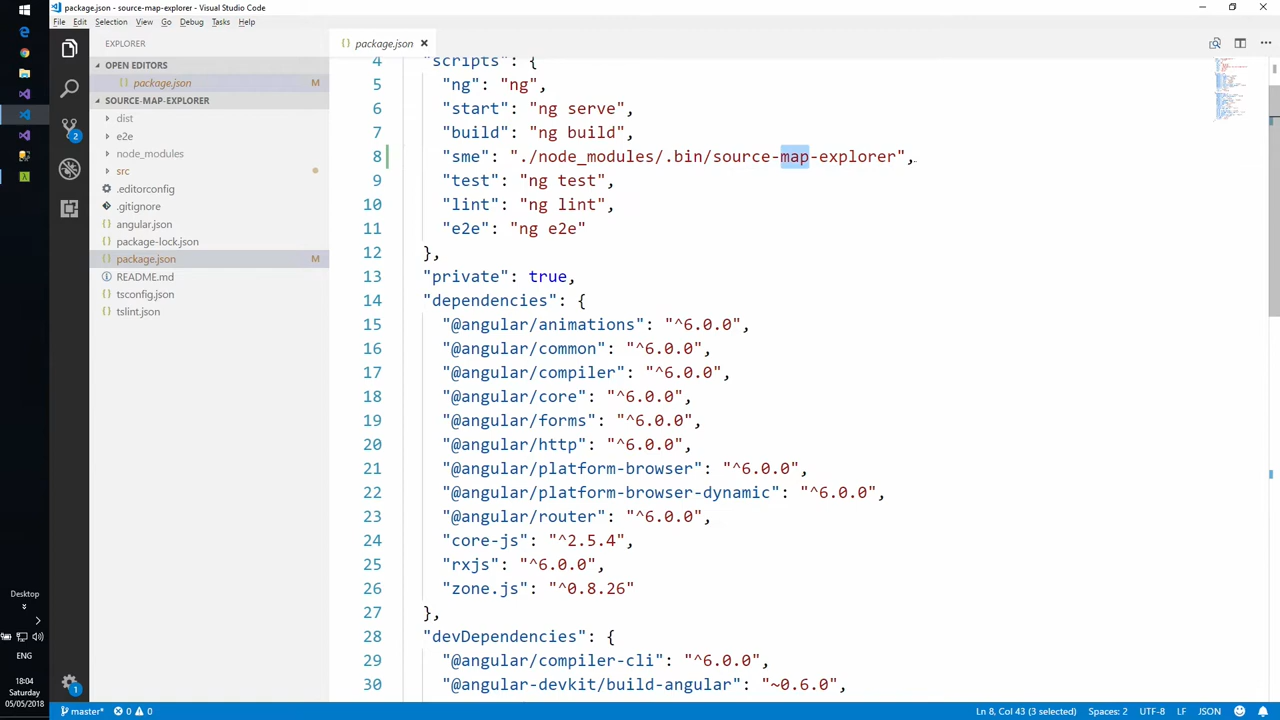 package.json - source-map-explorer - Visual Studio Code
File Edit Selection View Go Debug Tasks Help
EXPLORER
OPEN EDITORS
package.json M
SOURCE-MAP-EXPLORER
dist
e2e
node_modules
src
.editorconfig
.gitignore
angular.json
package-lock.json
package.json M
README.md
tsconfig.json
tslint.json
2
1
Desktop
ENG
18:04
Saturday
05/05/2018
package.json
4 "scripts": {
5 "ng": "ng",
6 "start": "ng serve",
7 "build": "ng build",
8 "sme": "./node_modules/.bin/source-map-explorer",
9 "test": "ng test",
10 "lint": "ng lint",
11 "e2e": "ng e2e"
12 },
13 "private": true,
14 "dependencies": {
15 "@angular/animations": "^6.0.0",
16 "@angular/common": "^6.0.0",
17 "@angular/compiler": "^6.0.0",
18 "@angular/core": "^6.0.0",
19 "@angular/forms": "^6.0.0",
20 "@angular/http": "^6.0.0",
21 "@angular/platform-browser": "^6.0.0",
22 "@angular/platform-browser-dynamic": "^6.0.0",
23 "@angular/router": "^6.0.0",
24 "core-js": "^2.5.4",
25 "rxjs": "^6.0.0",
26 "zone.js": "^0.8.26"
27 },
28 "devDependencies": {
29 "@angular/compiler-cli": "^6.0.0",
30 "@angular-devkit/build-angular": "~0.6.0",
master* 0 0 Ln 8, Col 43 (3 selected) Spaces: 2 UTF-8 LF JSON